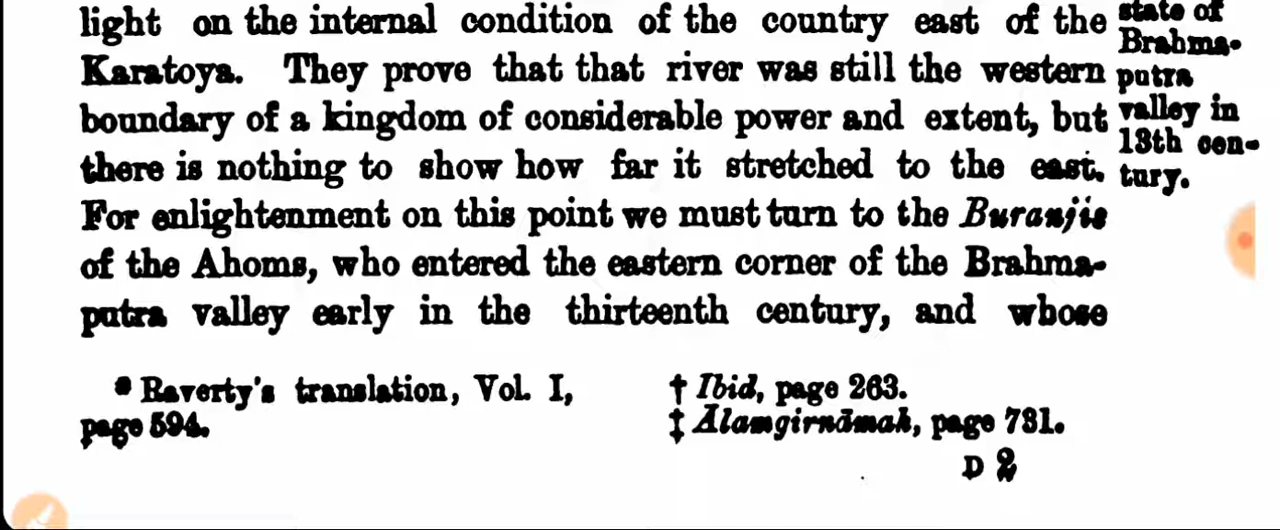 light on the internal condition of the country east of the
Karatoya. They prove that that river was still the western
boundary of a kingdom of considerable power and extent, but
there is nothing to show how far it stretched to the east.
For enlightenment on this point we must turn to the Buranjis
of the Ahoms, who entered the eastern corner of the Brahma-
putra valley early in the thirteenth century, and whose
state of
Brahma-
putra
valley in
13th cen-
tury.
* Raverty's translation, Vol. I,
page 594.
† Ibid, page 263.
‡ Ālamgirnāmah, page 731.
D 2